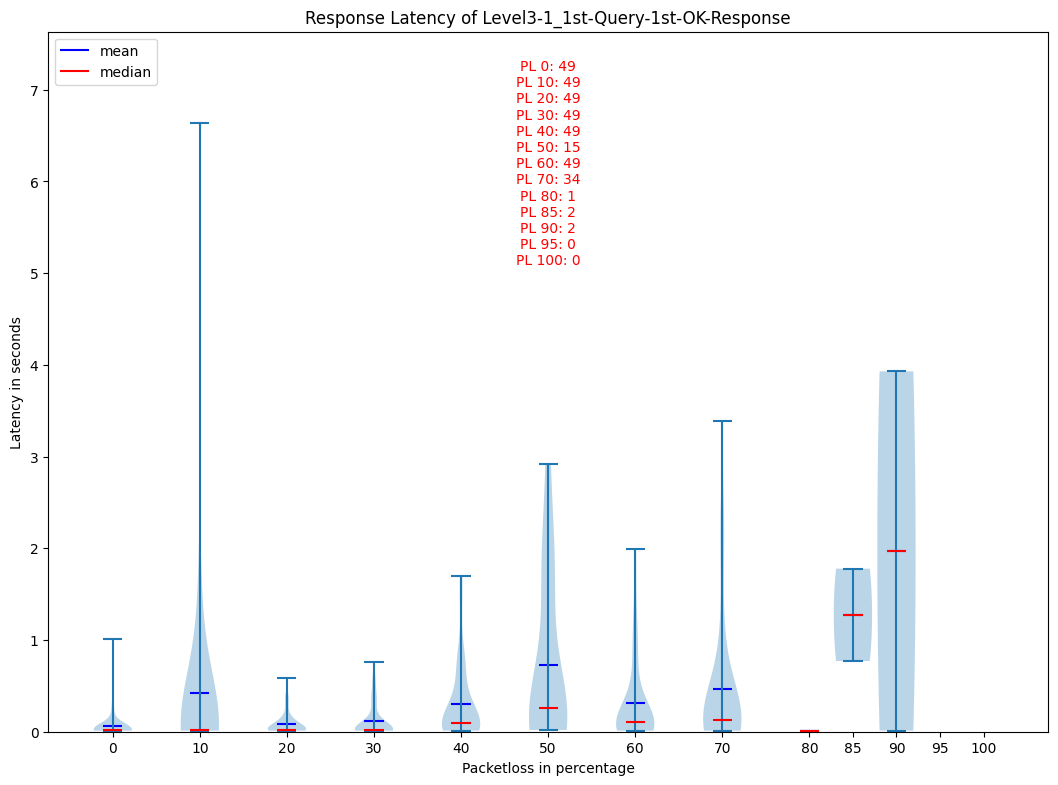 Response Latency of Level3-1_1st-Query-1st-OK-Response
mean
median
PL 0: 49
PL 10: 49
PL 20: 49
PL 30: 49
PL 40: 49
PL 50: 15
PL 60: 49
PL 70: 34
PL 80: 1
PL 85: 2
PL 90: 2
PL 95: 0
PL 100: 0
Latency in seconds
7
6
5
4
3
2
1
0
0 10 20 30 40 50 60 70 80 85 90 95 100
Packetloss in percentage